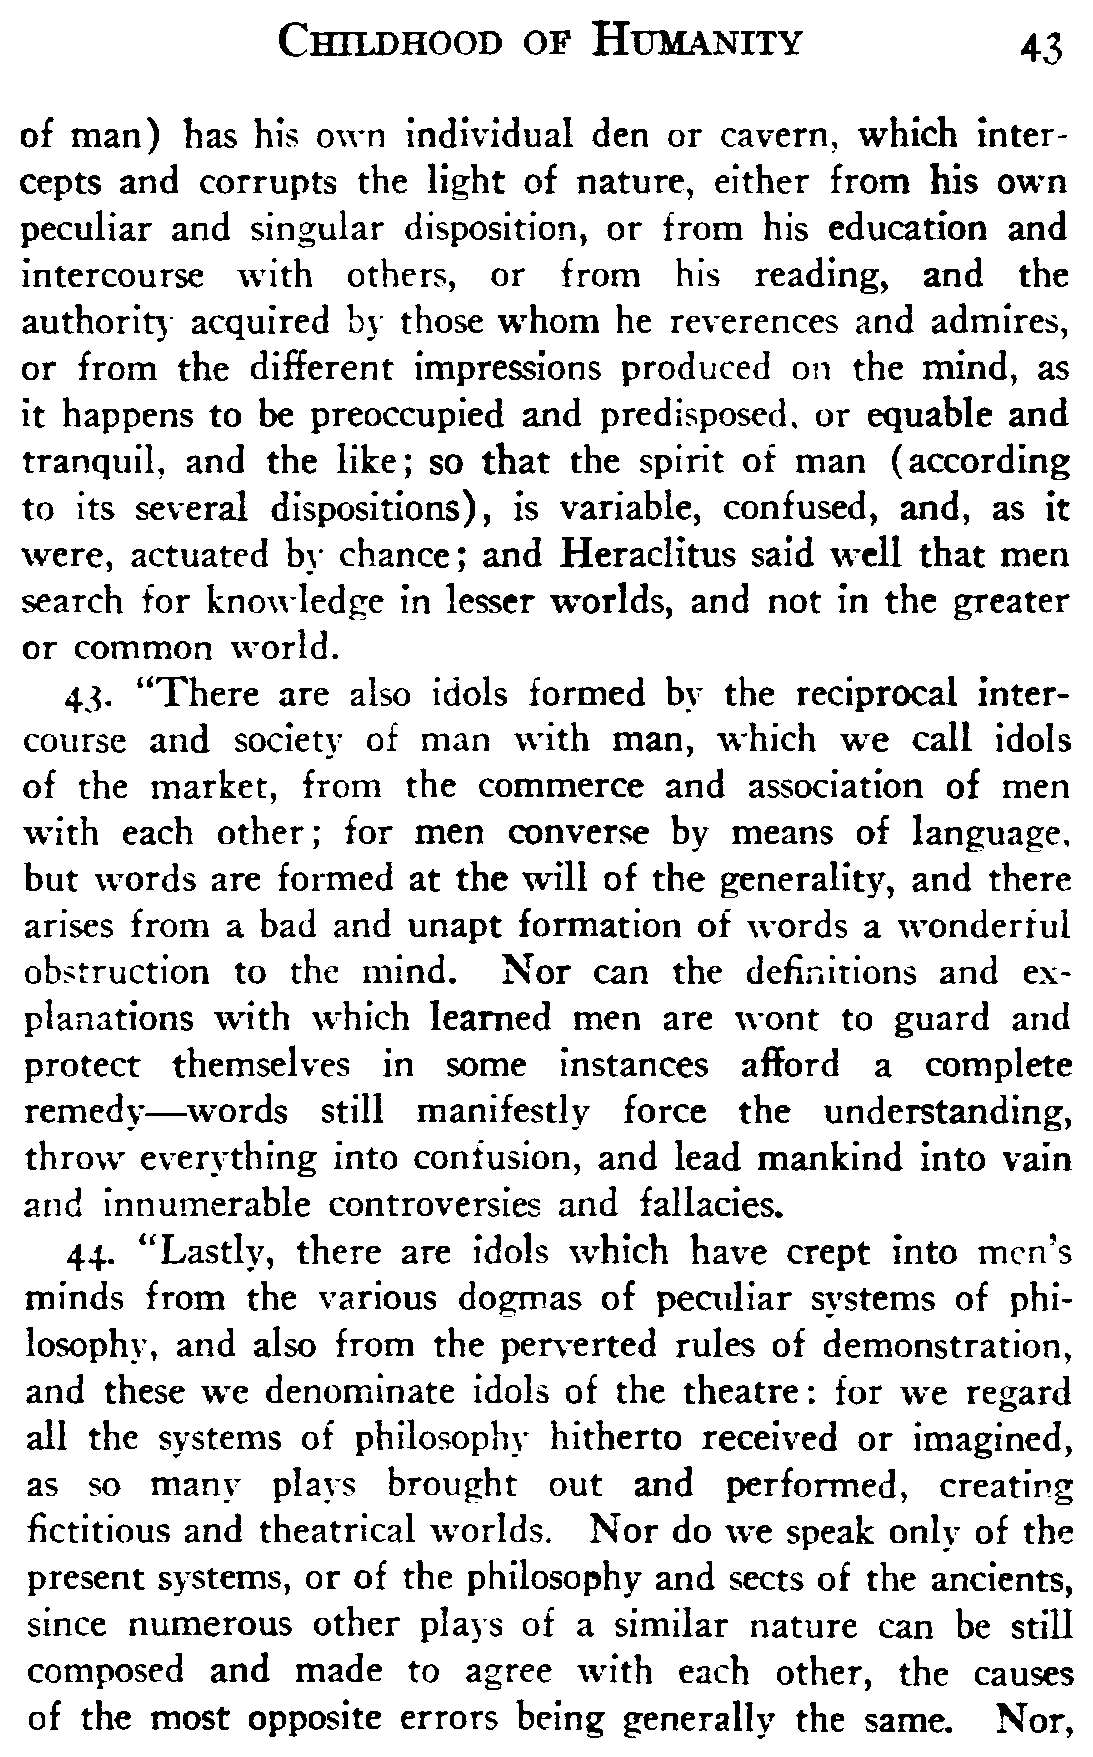 CHILDHOOD OF HUMANITY 43
of man) has his own individual den or cavern, which inter-
cepts and corrupts the light of nature, either from his own
peculiar and singular disposition, or from his education and
intercourse with others, or from his reading, and the
authority acquired by those whom he reverences and admires,
or from the different impressions produced on the mind, as
it happens to be preoccupied and predisposed, or equable and
tranquil, and the like; so that the spirit of man (according
to its several dispositions), is variable, confused, and, as it
were, actuated by chance; and Heraclitus said well that men
search for knowledge in lesser worlds, and not in the greater
or common world.
43. “There are also idols formed by the reciprocal inter-
course and society of man with man, which we call idols
of the market, from the commerce and association of men
with each other; for men converse by means of language,
but words are formed at the will of the generality, and there
arises from a bad and unapt formation of words a wonderful
obstruction to the mind. Nor can the definitions and ex-
planations with which learned men are wont to guard and
protect themselves in some instances afford a complete
remedy—words still manifestly force the understanding,
throw everything into confusion, and lead mankind into vain
and innumerable controversies and fallacies.
44. “Lastly, there are idols which have crept into men's
minds from the various dogmas of peculiar systems of phi-
losophy, and also from the perverted rules of demonstration,
and these we denominate idols of the theatre: for we regard
all the systems of philosophy hitherto received or imagined,
as so many plays brought out and performed, creating
fictitious and theatrical worlds. Nor do we speak only of the
present systems, or of the philosophy and sects of the ancients,
since numerous other plays of a similar nature can be still
composed and made to agree with each other, the causes
of the most opposite errors being generally the same. Nor,